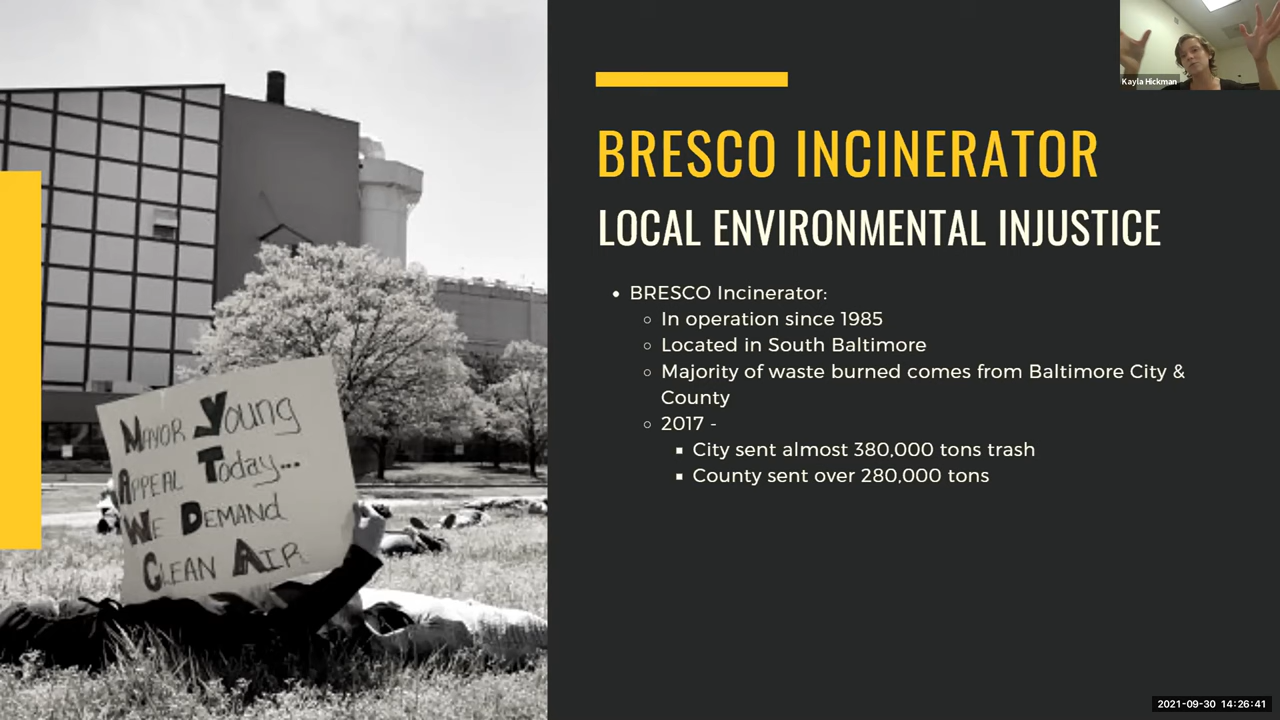 Kayla Hickman
BRESCO INCINERATOR
LOCAL ENVIRONMENTAL INJUSTICE
• BRESCO Incinerator:
○ In operation since 1985
○ Located in South Baltimore
○ Majority of waste burned comes from Baltimore City &
County
○ 2017 -
▪ City sent almost 380,000 tons trash
▪ County sent over 280,000 tons
MAYOR Young
APPEAL Today...
WE DEMAND
CLEAN AIR
2021-09-30 14:26:41